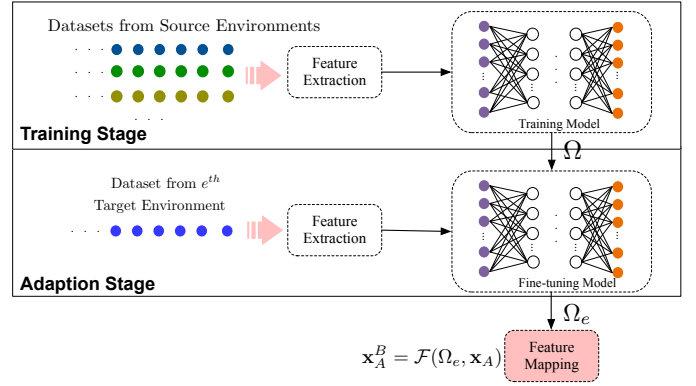 Datasets from Source Environments
Feature
Extraction
Training Model
Training Stage
Ω
Dataset from e^{th}
Target Environment
Feature
Extraction
Fine-tuning Model
Adaption Stage
Ω_e
x_A^B = F(Ω_e, x_A)
Feature
Mapping